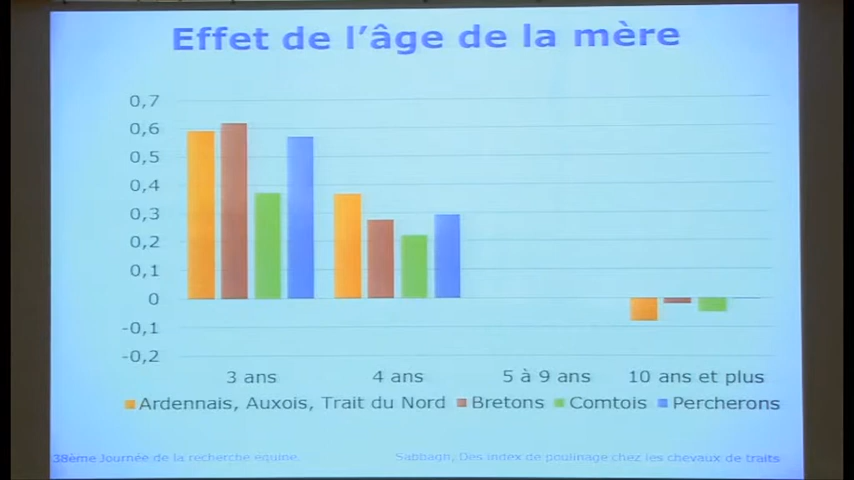 Effet de l'âge de la mère
0,7
0,6
0,5
0,4
0,3
0,2
0,1
0
-0,1
-0,2
3 ans 4 ans 5 à 9 ans 10 ans et plus
Ardennais, Auxois, Trait du Nord Bretons Comtois Percherons
38ème Journée de la recherche équine. Sabbagh, Des index de poulinage chez les chevaux de traits